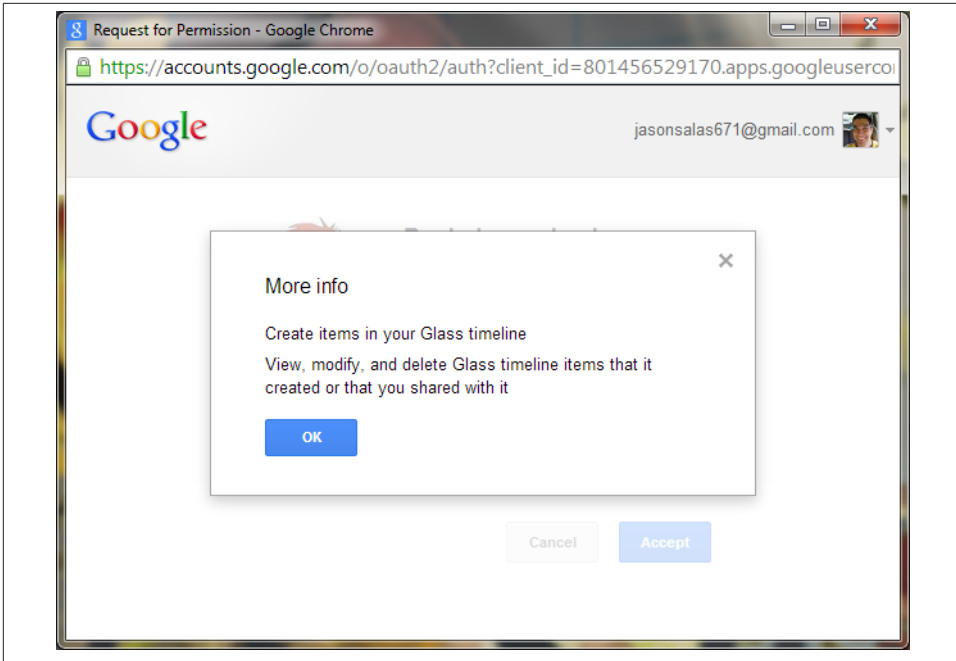 Request for Permission - Google Chrome
https://accounts.google.com/o/oauth2/auth?client_id=801456529170.apps.googleuserco
Google
jasonsalas671@gmail.com
More info
Create items in your Glass timeline
View, modify, and delete Glass timeline items that it
created or that you shared with it
OK
Cancel
Accept